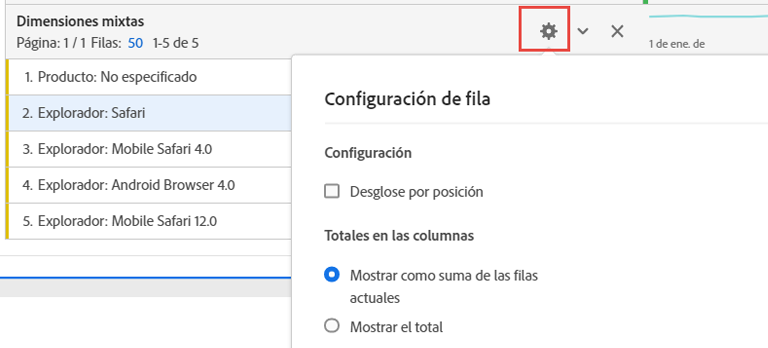 Dimensiones mixtas
Página: 1 / 1 Filas: 50 1-5 de 5
1 de ene. de
1. Producto: No especificado
2. Explorador: Safari
3. Explorador: Mobile Safari 4.0
4. Explorador: Android Browser 4.0
5. Explorador: Mobile Safari 12.0
Configuración de fila
Configuración
Desglose por posición
Totales en las columnas
Mostrar como suma de las filas
actuales
Mostrar el total